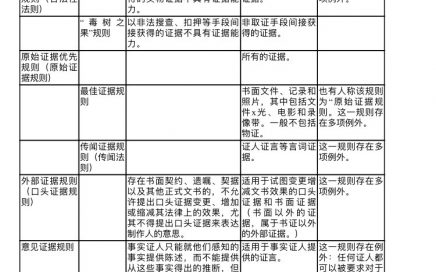 法则）
得的实物证据不具有证据能
力。
项例外。
“毒树之
果”规则
以非法搜查、扣押等手段间
接获得的证据不具有证据能
力。
非取证手段间接获
得的证据。
原始证据优先
规则（原始证
据规则）
所有的证据。
最佳证据规
则
书面文件、记录和
照片，其中包括文
件x光、电影和录
像带。一般不包括
物证。
也有人称该规则
为“原始证据规
则。这一规则存
在多项例外。
传闻证据规
则（传闻法
则）
证人证言等言词证
据。
这一规则存在多
项例外。
外部证据规则
（口头证据规
则）
存在书面契约、遗嘱、契据
以及其他正式文书的，不允
许提出口头证据变更、增加
或缩减其法律上的效果，尤
其不得提出口头证据来表达
制作人的意思。
适用于试图变更增
减文书效果的口头
证据和书面证据
（书面以外的证
据，属于书证以外
的外部证据。）
这一规则存在多
项例外。
意见证据规则
事实证人只能就他们感知的
事实提供陈述，而不能提供
从这些事实得出的推断，但
适用于事实证人提
供的证言。
这一规则存在例
外：任何证人都
可以被要求对于